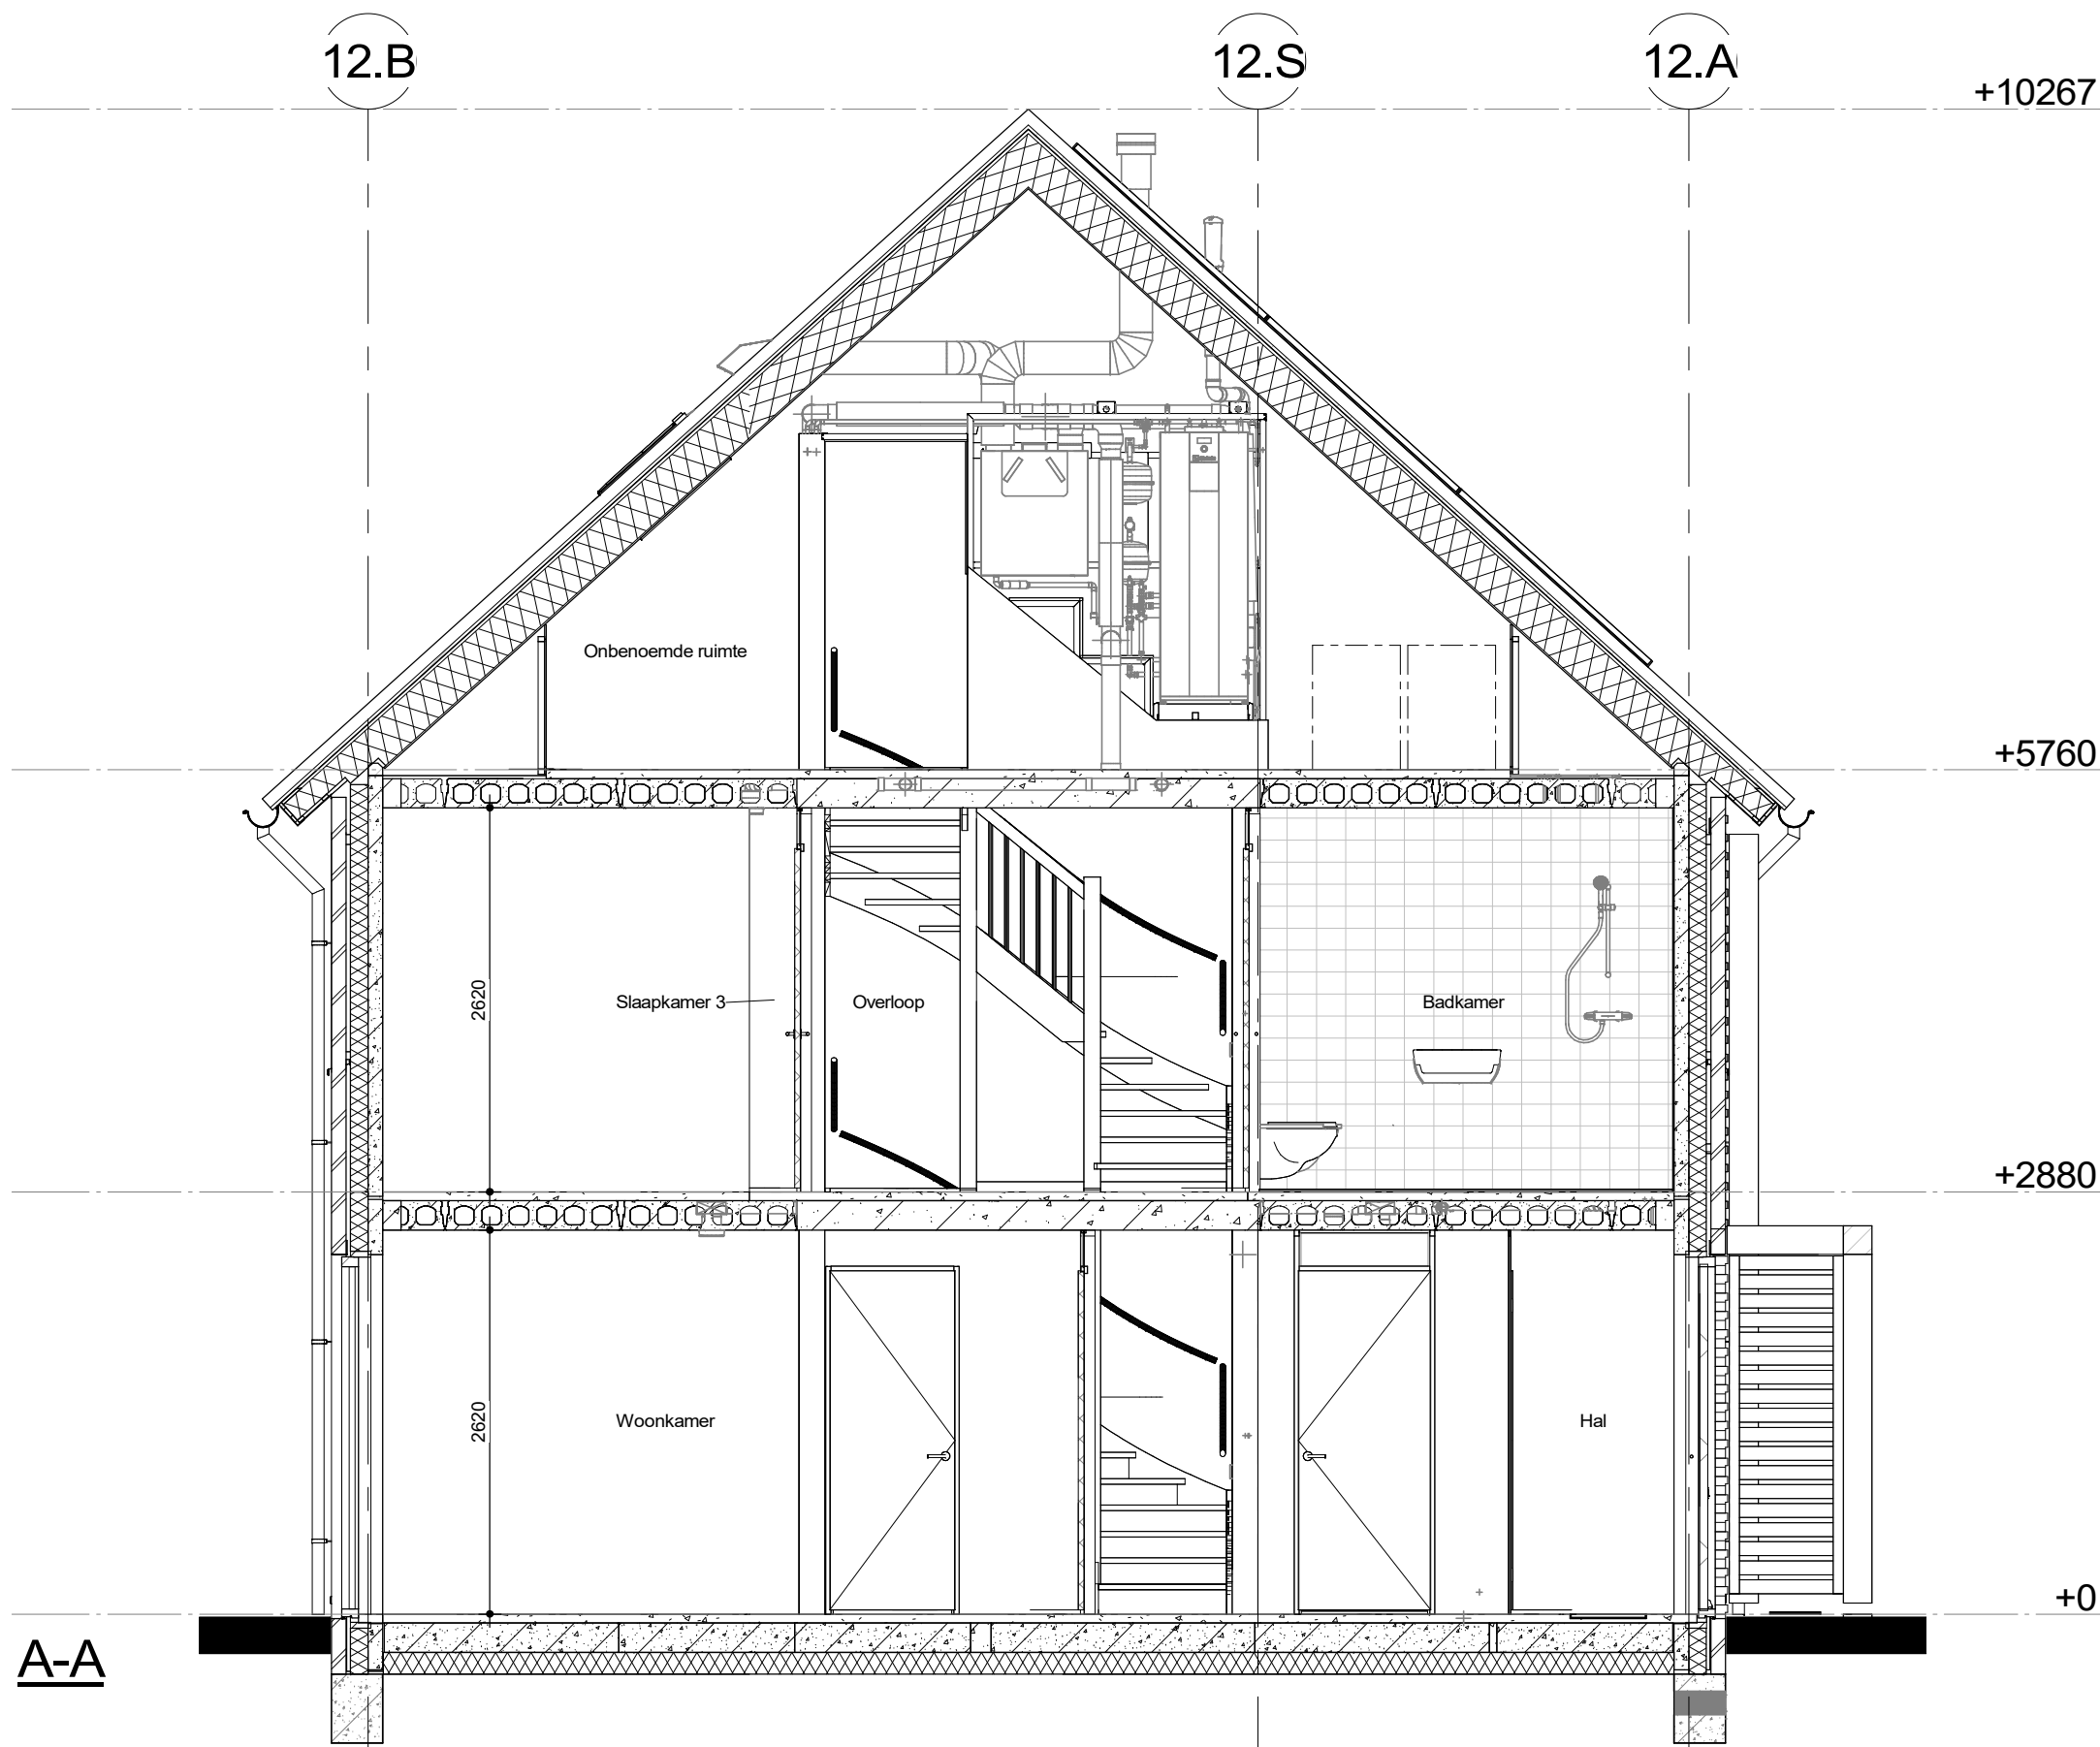 12.B
12.S
12.A
+10267
Onbenoemde ruimte
+5760
2620
Slaapkamer 3
Overloop
Badkamer
+2880
2620
Woonkamer
Hal
+0
A-A